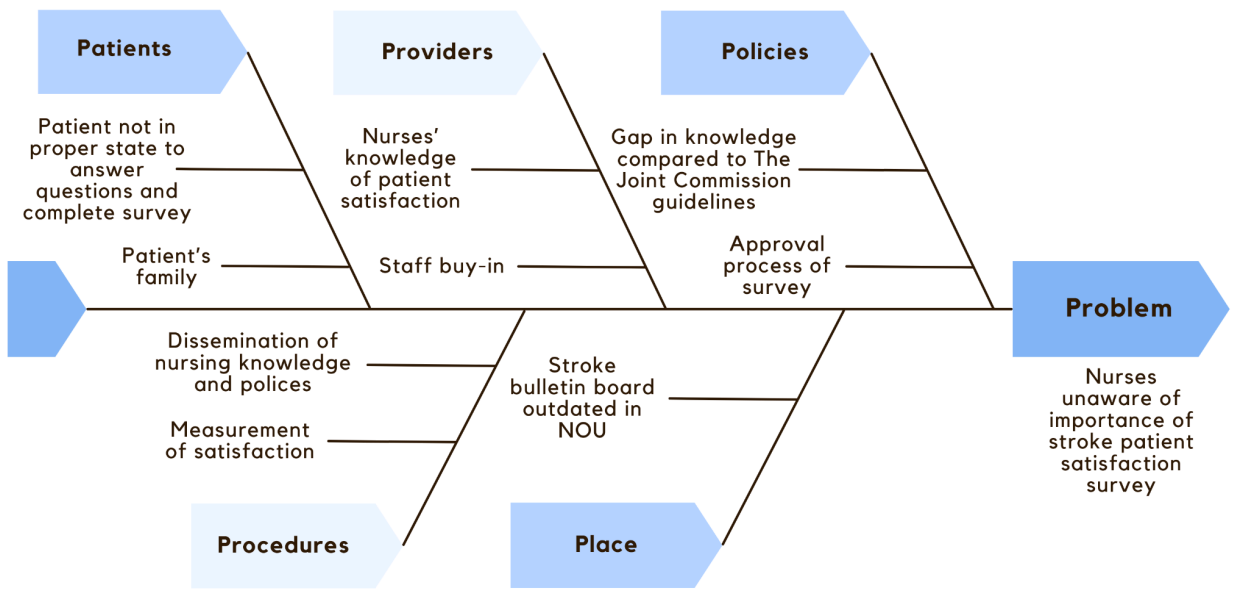 Patients
Providers
Policies
Patient not in
proper state to
answer
questions and
complete survey
Patient's
family
Nurses'
knowledge
of patient
satisfaction
Staff buy-in
Gap in knowledge
compared to The
Joint Commission
guidelines
Approval
process of
survey
Problem
Nurses
unaware of
importance of
stroke patient
satisfaction
survey
Dissemination of
nursing knowledge
and polices
Measurement
of satisfaction
Stroke
bulletin board
outdated in
NOU
Procedures
Place